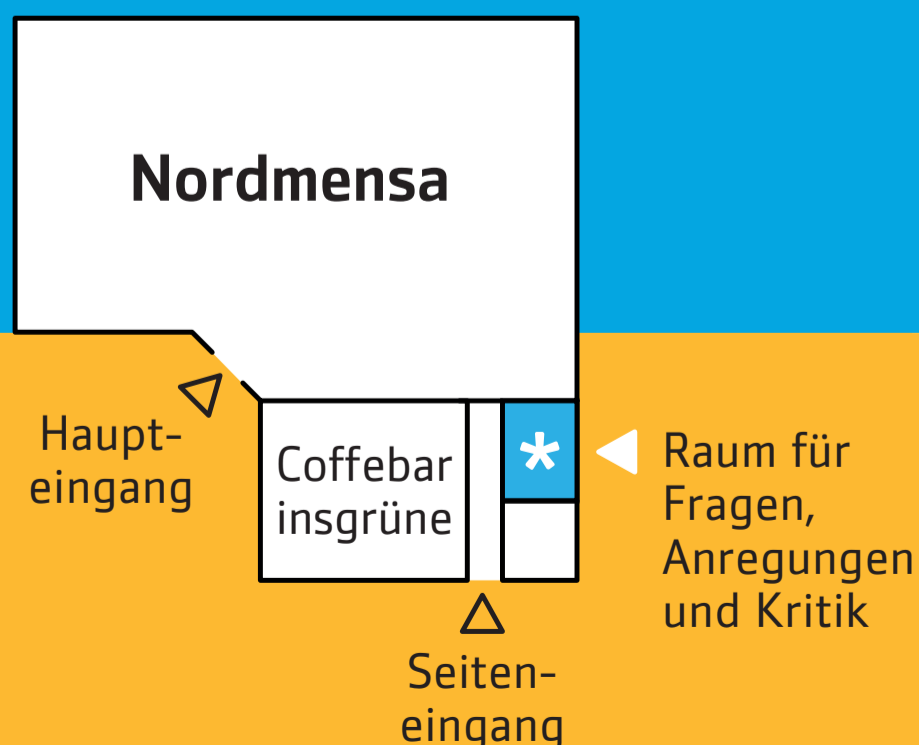 Nordmensa
Haupt-
eingang
Coffebar
insgrüne
*
Raum für
Fragen,
Anregungen
und Kritik
Seiten-
eingang